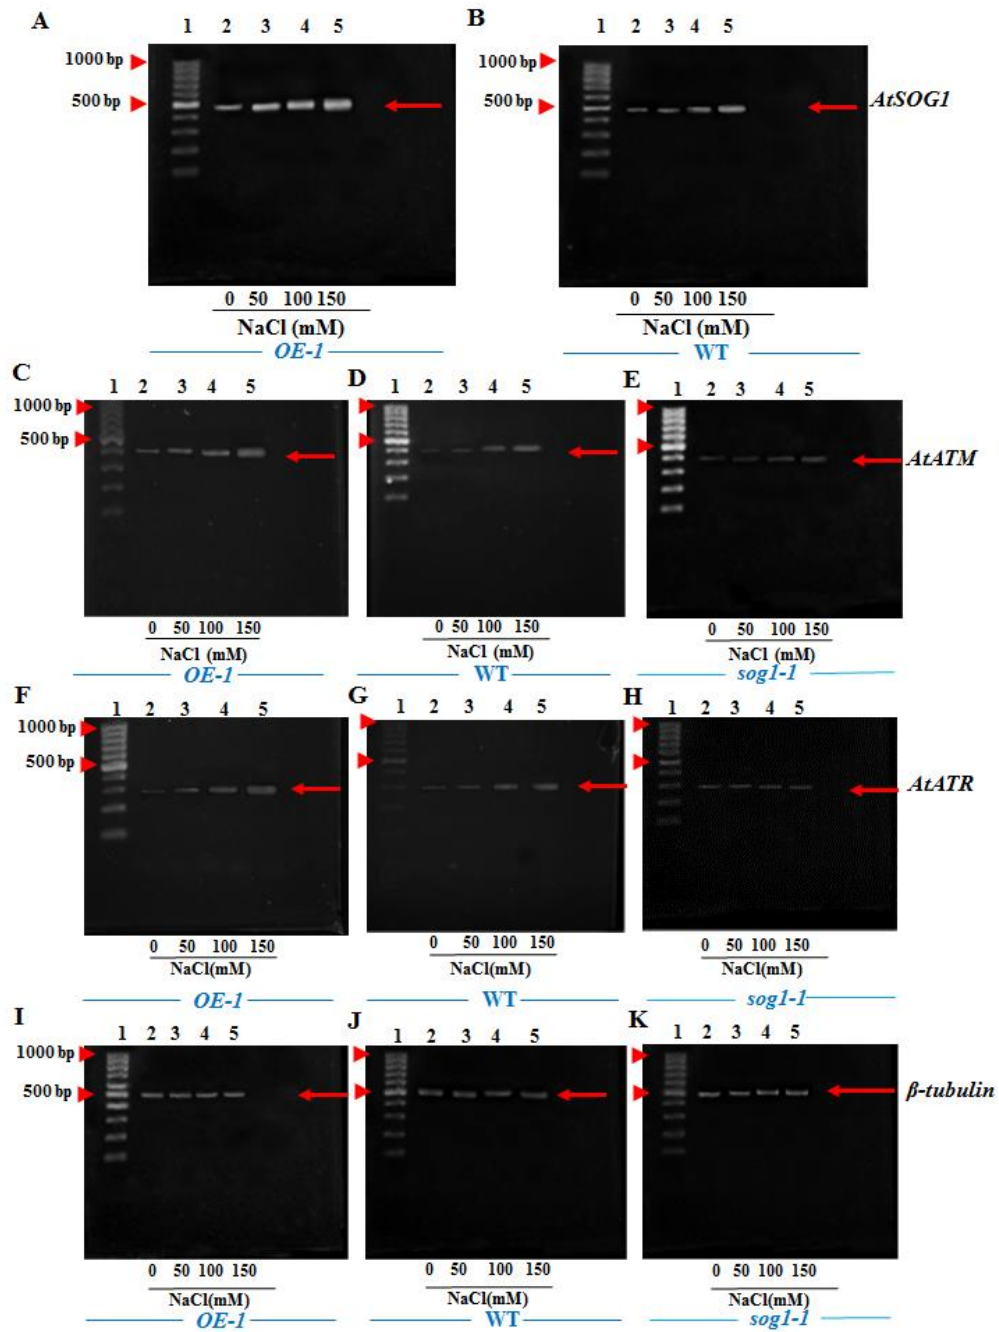 A
B
1 2 3 4 5
1 2 3 4 5
1000 bp
1000 bp
500 bp
500 bp
AtSOG1
0 50 100 150
0 50 100 150
NaCl (mM)
NaCl (mM)
OE-1
WT
C
D
E
1 2 3 4 5
1 2 3 4 5
1 2 3 4 5
1000 bp
500 bp
AtATM
0 50 100 150
0 50 100 150
0 50 100 150
NaCl (mM)
NaCl (mM)
NaCl (mM)
OE-1
WT
sog1-1
F
G
H
1 2 3 4 5
1 2 3 4 5
1 2 3 4 5
1000 bp
500 bp
AtATR
0 50 100 150
0 50 100 150
0 50 100 150
NaCl(mM)
NaCl(mM)
NaCl(mM)
OE-1
WT
sog1-1
I
J
K
1 2 3 4 5
1 2 3 4 5
1 2 3 4 5
1000 bp
500 bp
β-tubulin
0 50 100 150
0 50 100 150
0 50 100 150
NaCl(mM)
NaCl(mM)
NaCl(mM)
OE-1
WT
sog1-1